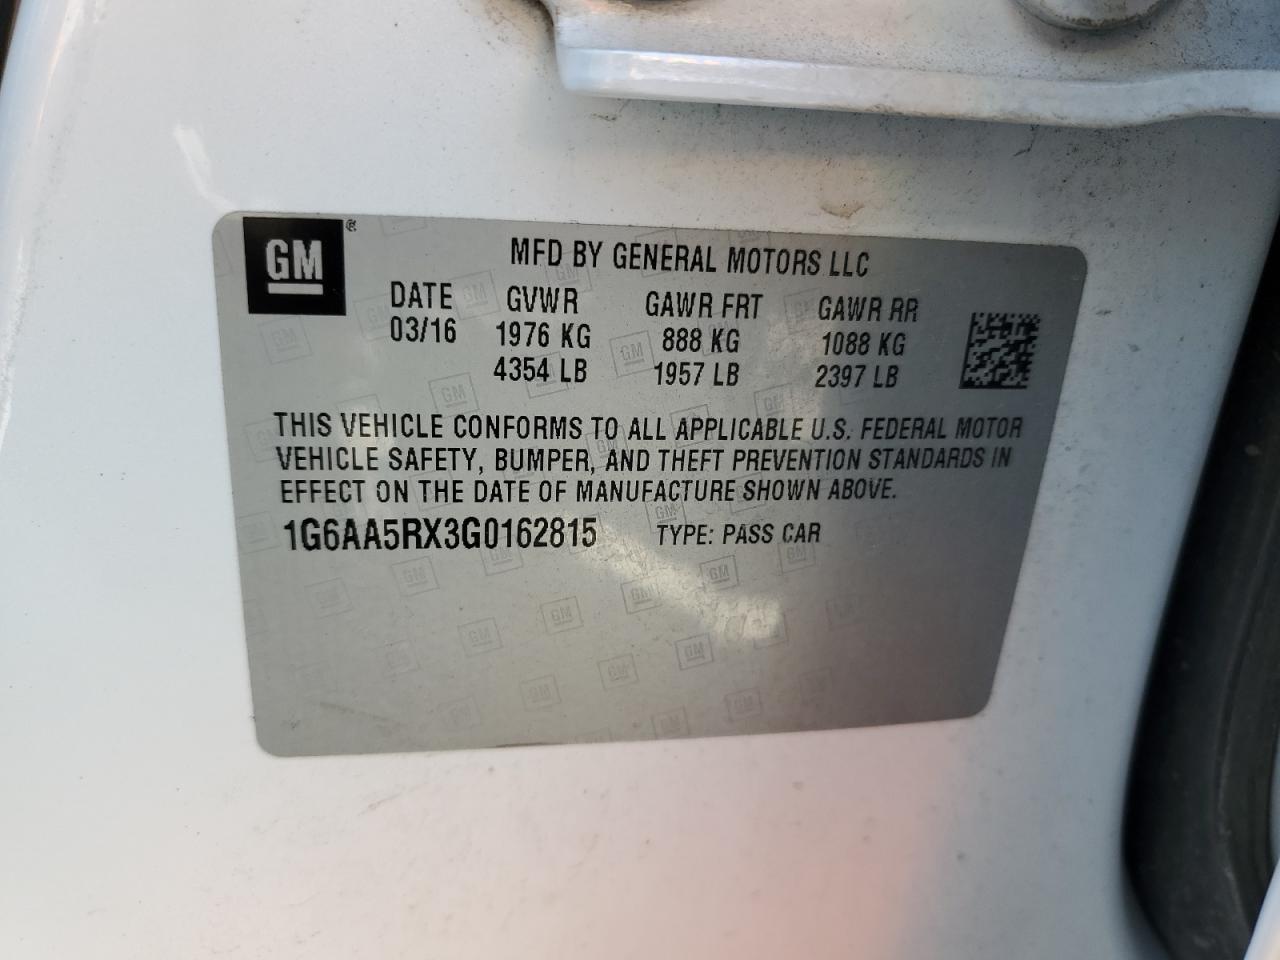 GM ®
MFD BY GENERAL MOTORS LLC
DATE GVWR GAWR FRT GAWR RR
03/16 1976 KG 888 KG 1088 KG
4354 LB 1957 LB 2397 LB
THIS VEHICLE CONFORMS TO ALL APPLICABLE U.S. FEDERAL MOTOR
VEHICLE SAFETY, BUMPER, AND THEFT PREVENTION STANDARDS IN
EFFECT ON THE DATE OF MANUFACTURE SHOWN ABOVE.
1G6AA5RX3G0162815 TYPE: PASS CAR